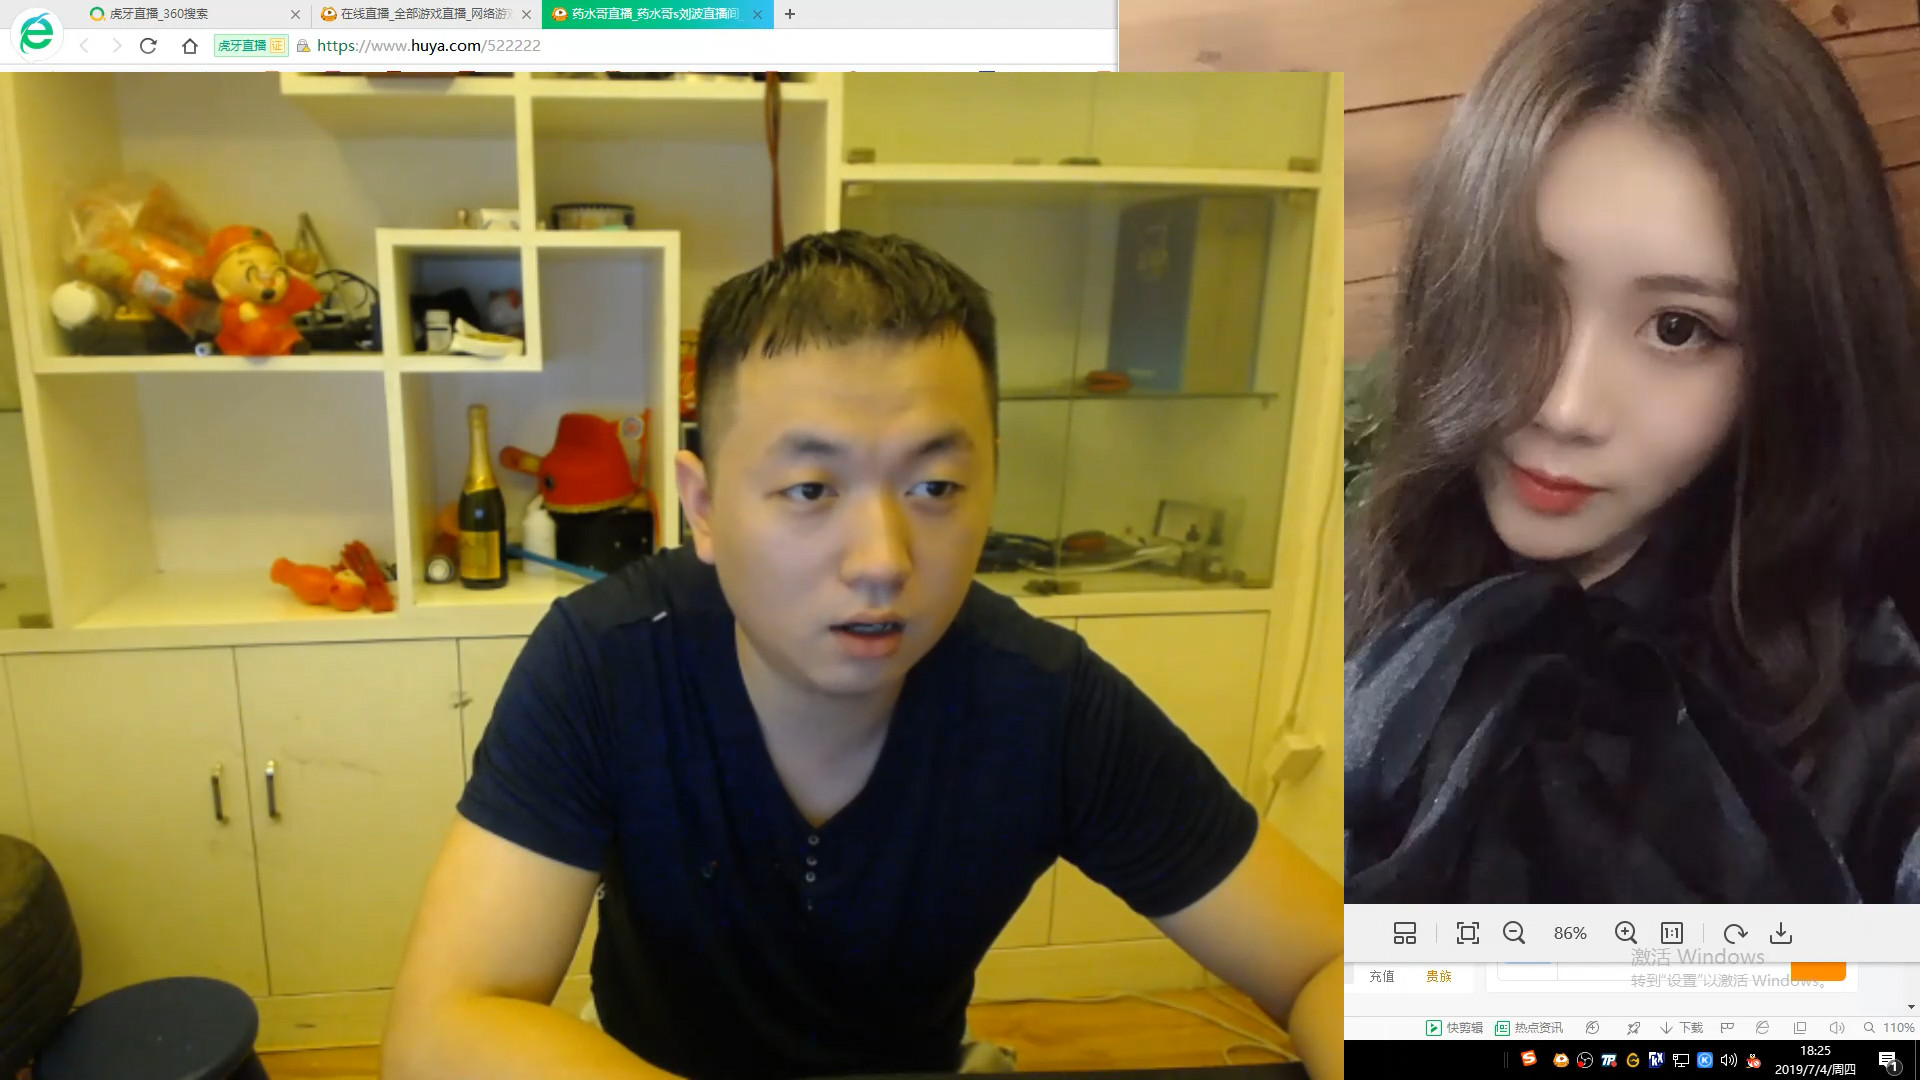 虎牙直播_360搜索
在线直播_全部游戏直播_网络游
药水哥直播_药水哥s刘波直播间_
虎牙直播 证
https://www.huya.com/522222
86%
1:1
激活 Windows
转到“设置”以激活 Windows。
充值
贵族
快剪辑
热点资讯
下载
110%
18:25
2019/7/4/周四
1